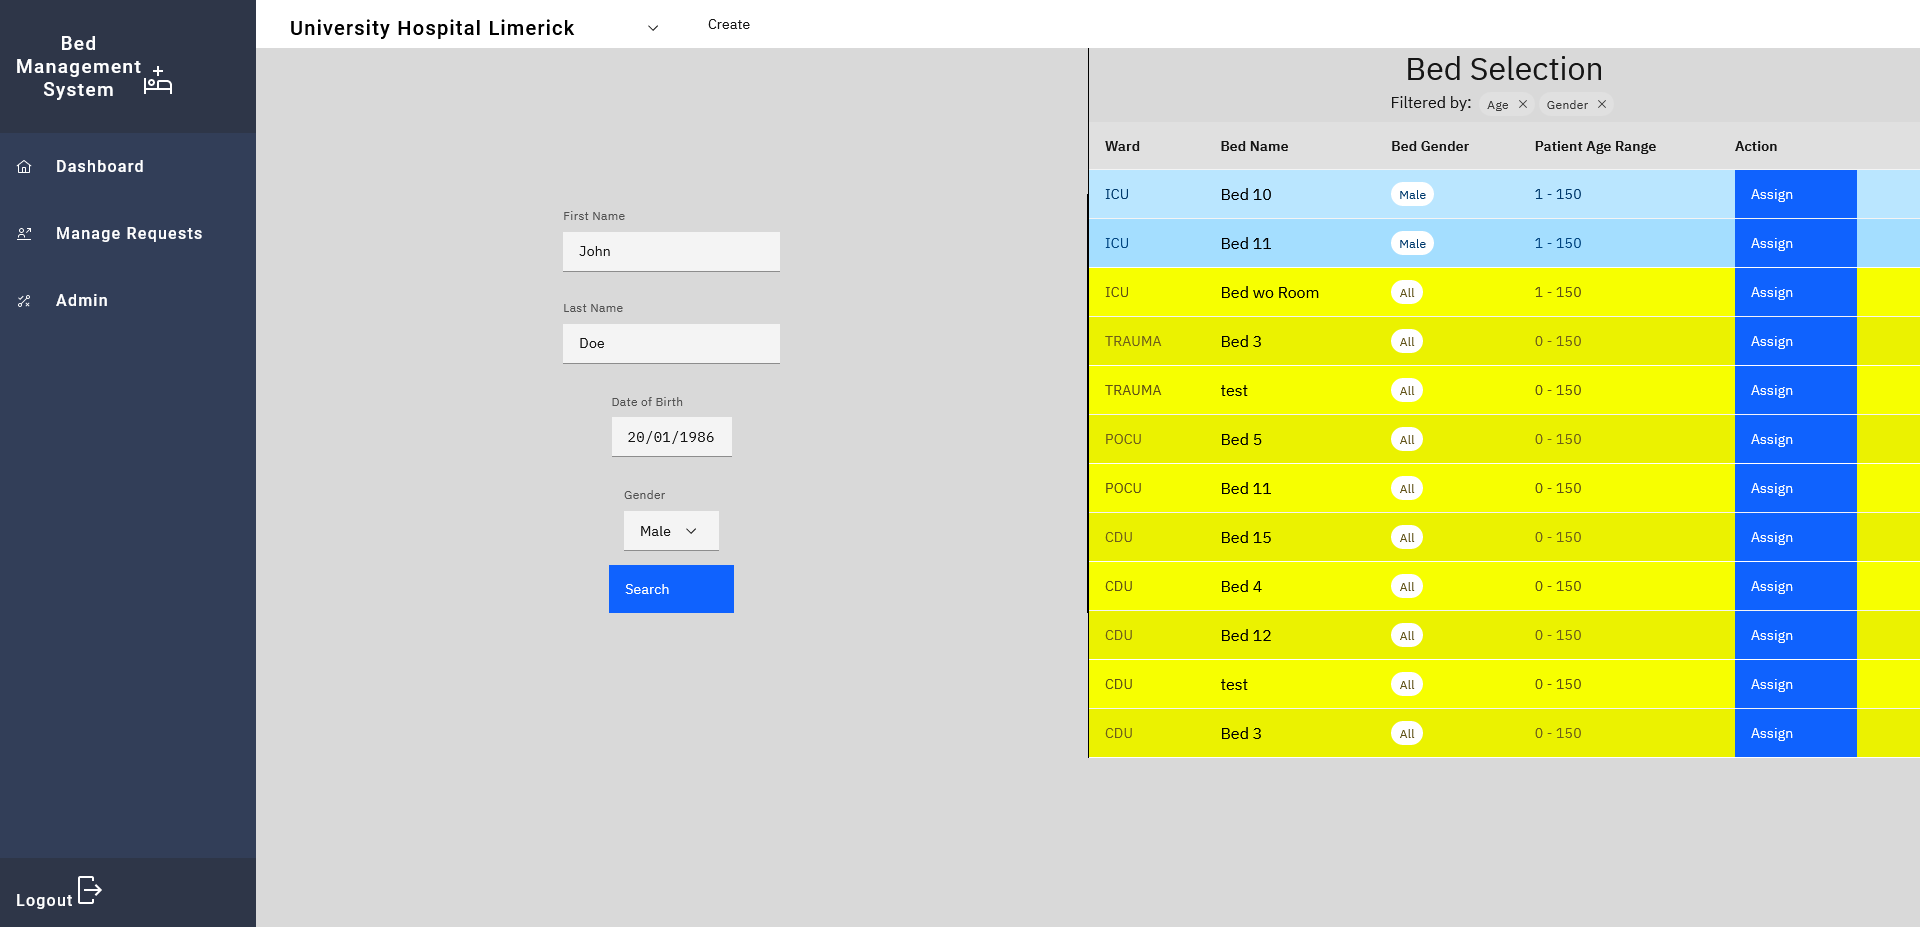 Bed
Management
System
Dashboard
Manage Requests
Admin
Logout
University Hospital Limerick
Create
First Name
John
Last Name
Doe
Date of Birth
20/01/1986
Gender
Male
Search
Bed Selection
Filtered by: Age Gender
Ward Bed Name Bed Gender Patient Age Range Action
ICU Bed 10 Male 1 - 150 Assign
ICU Bed 11 Male 1 - 150 Assign
ICU Bed wo Room All 1 - 150 Assign
TRAUMA Bed 3 All 0 - 150 Assign
TRAUMA test All 0 - 150 Assign
POCU Bed 5 All 0 - 150 Assign
POCU Bed 11 All 0 - 150 Assign
CDU Bed 15 All 0 - 150 Assign
CDU Bed 4 All 0 - 150 Assign
CDU Bed 12 All 0 - 150 Assign
CDU test All 0 - 150 Assign
CDU Bed 3 All 0 - 150 Assign